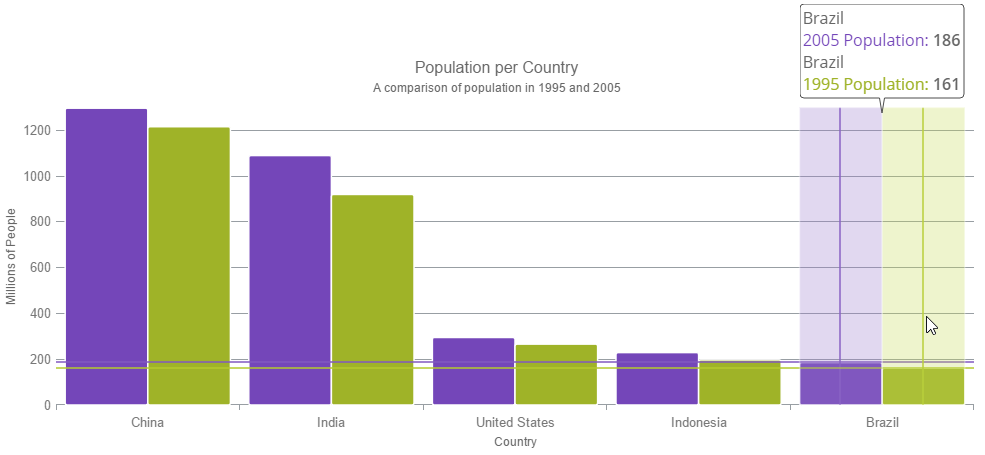 Brazil
2005 Population: 186
Brazil
1995 Population: 161
Population per Country
A comparison of population in 1995 and 2005
1200
1000
800
600
400
200
0
Millions of People
China India United States Indonesia Brazil
Country